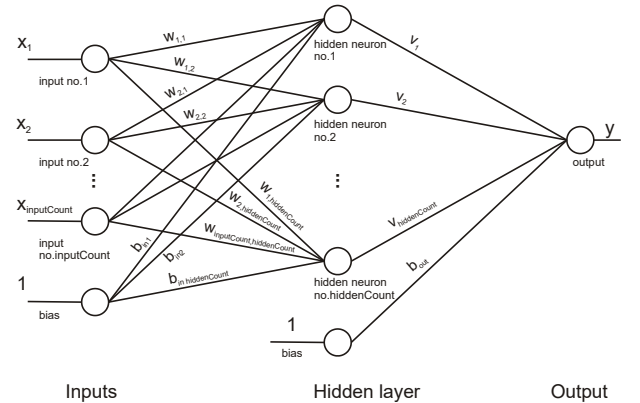 x1
input no.1
x2
input no.2
⋮
xinputCount
input
no.inputCount
1
bias
w1,1
w1,2
w2,1
w2,2
w1,hiddenCount
w2,hiddenCount
winputCount,hiddenCount
bin1
bin2
bin hiddenCount
hidden neuron
no.1
hidden neuron
no.2
⋮
hidden neuron
no.hiddenCount
1
bias
v1
v2
vhiddenCount
bout
y
output
Inputs
Hidden layer
Output